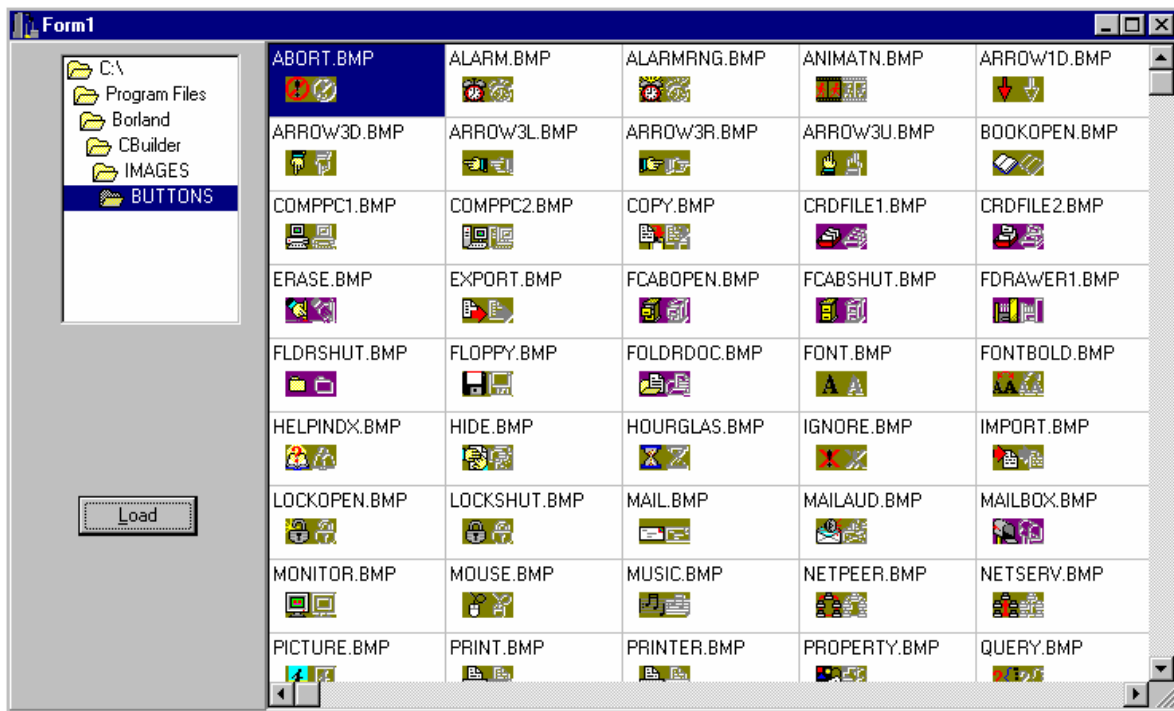 Form1
C:\
Program Files
Borland
CBuilder
IMAGES
BUTTONS
Load
ABORT.BMP ALARM.BMP ALARMRNG.BMP ANIMATN.BMP ARROW1D.BMP
ARROW3D.BMP ARROW3L.BMP ARROW3R.BMP ARROW3U.BMP BOOKOPEN.BMP
COMPPC1.BMP COMPPC2.BMP COPY.BMP CRDFILE1.BMP CRDFILE2.BMP
ERASE.BMP EXPORT.BMP FCABOPEN.BMP FCABSHUT.BMP FDRAWER1.BMP
FLDRSHUT.BMP FLOPPY.BMP FOLDRDOC.BMP FONT.BMP FONTBOLD.BMP
HELPINDX.BMP HIDE.BMP HOURGLAS.BMP IGNORE.BMP IMPORT.BMP
LOCKOPEN.BMP LOCKSHUT.BMP MAIL.BMP MAILAUD.BMP MAILBOX.BMP
MONITOR.BMP MOUSE.BMP MUSIC.BMP NETPEER.BMP NETSERV.BMP
PICTURE.BMP PRINT.BMP PRINTER.BMP PROPERTY.BMP QUERY.BMP